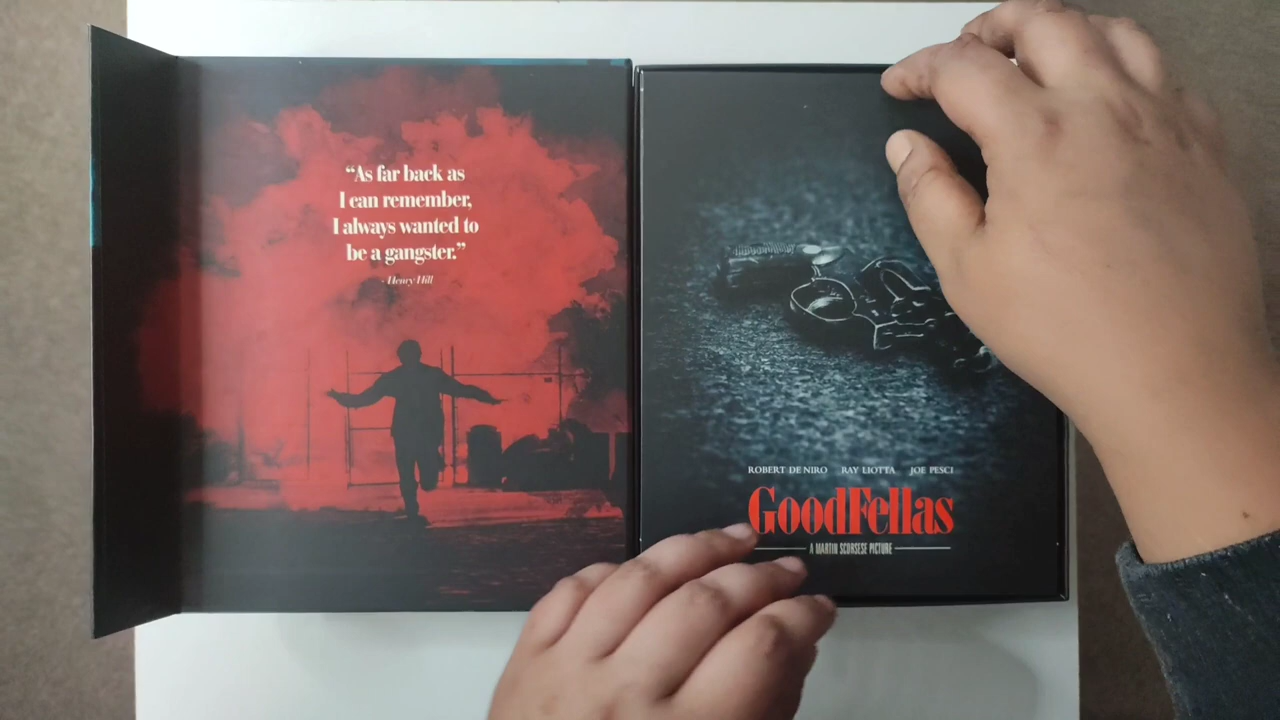 “As far back as
I can remember,
I always wanted to
be a gangster.”
- Henry Hill
ROBERT DE NIRO RAY LIOTTA JOE PESCI
GoodFellas
A MARTIN SCORSESE PICTURE